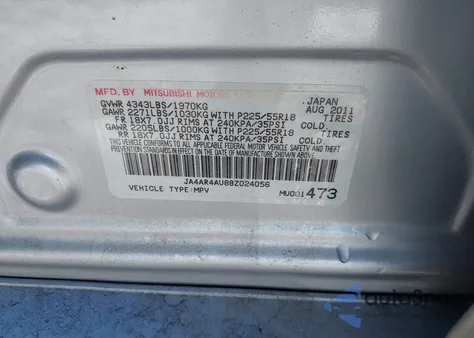 MFD. BY MITSUBISHI MOTORS JAPAN
GVWR 4343LBS/1970KG AUG 2011
GAWR 2271LBS/1030KG WITH P225/55R18 TIRES
FR 18X7.0JJ RIMS AT 240KPA/35PSI COLD.
GAWR 2205LBS/1000KG WITH P225/55R18 TIRES
RR 18X7.0JJ RIMS AT 240KPA/35PSI COLD.
THIS VEHICLE CONFORMS TO ALL APPLICABLE
FEDERAL MOTOR VEHICLE SAFETY AND THEFT
PREVENTION STANDARDS IN EFFECT ON THE
DATE OF MANUFACTURE SHOWN ABOVE.
VEHICLE TYPE:MPV MU001473